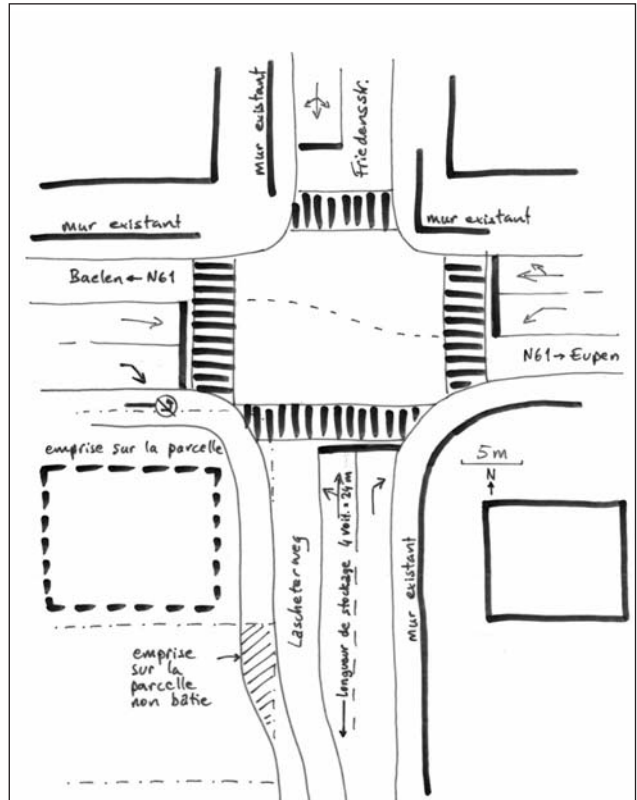 mur existant
Friedensstr.
mur existant
mur existant
Baelen ← N61
N61 → Eupen
emprise sur la parcelle
5m
N
Longueur de stockage 4 voit. = 24 m
Lascheterweg
mur existant
emprise
sur la
parcelle
non bâtie